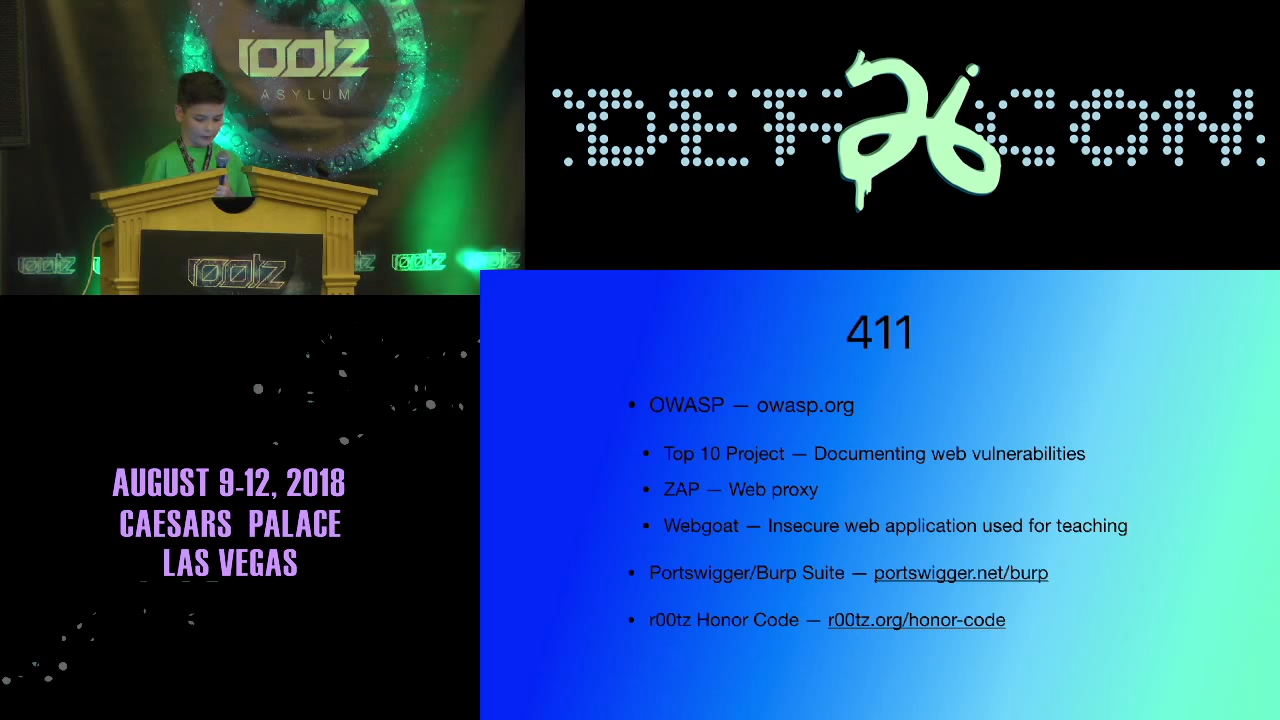 r00tz
ASYLUM
r00tz
r00tz
r00tz
DEF CON
26
411
• OWASP — owasp.org
• Top 10 Project — Documenting web vulnerabilities
• ZAP — Web proxy
• Webgoat — Insecure web application used for teaching
• Portswigger/Burp Suite — portswigger.net/burp
• r00tz Honor Code — r00tz.org/honor-code
AUGUST 9-12, 2018
CAESARS PALACE
LAS VEGAS